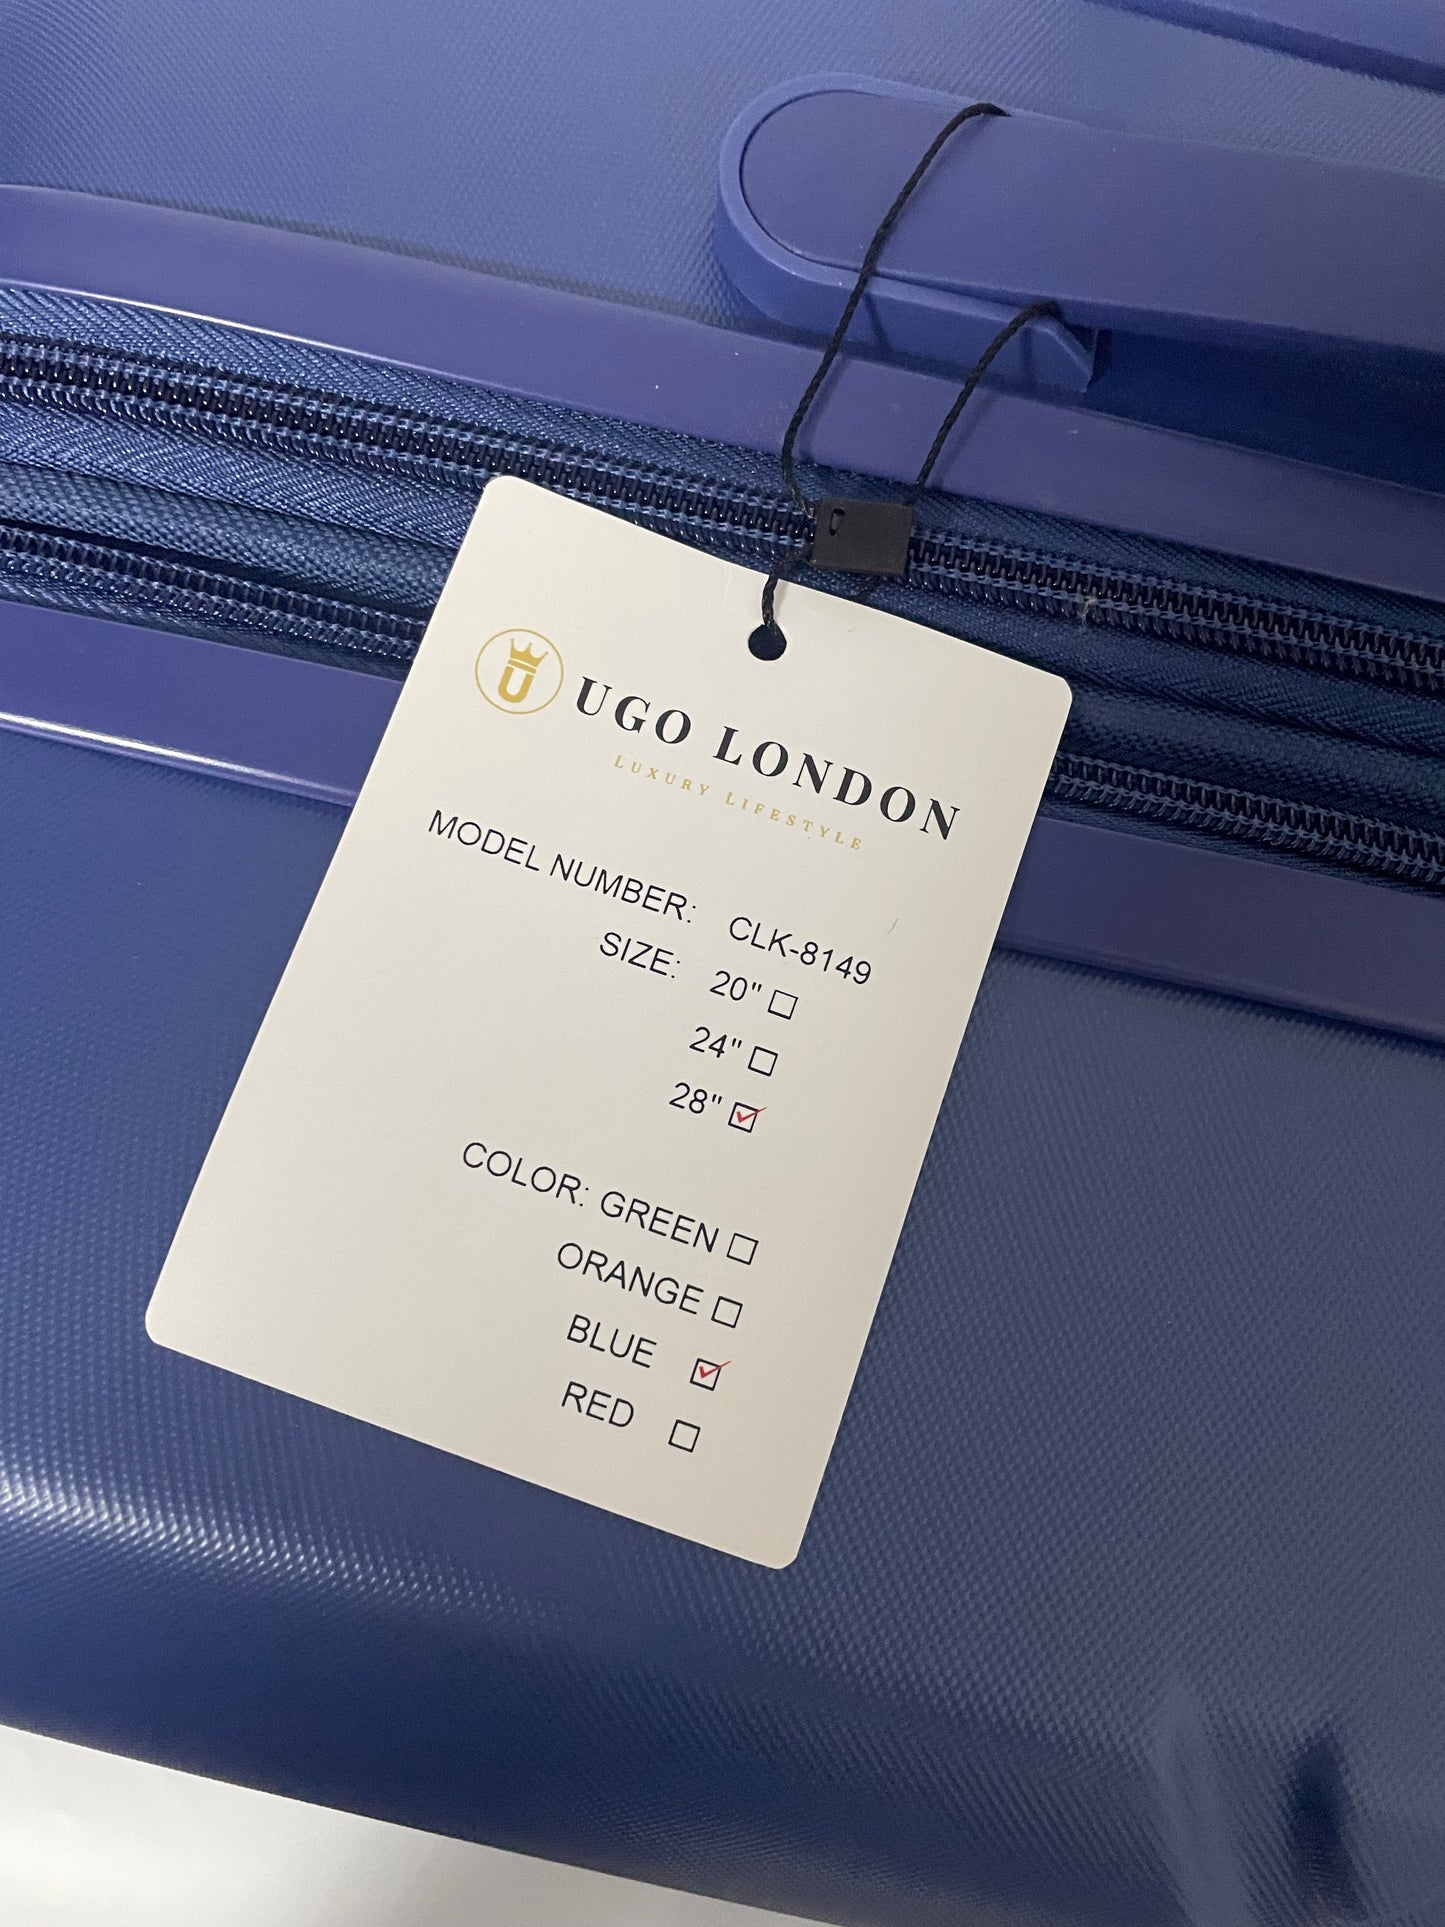 U UGO LONDON
LUXURY LIFESTYLE
MODEL NUMBER: CLK-8149
SIZE: 20" ☐
24" ☐
28" ☑
COLOR: GREEN ☐
ORANGE ☐
BLUE ☑
RED ☐